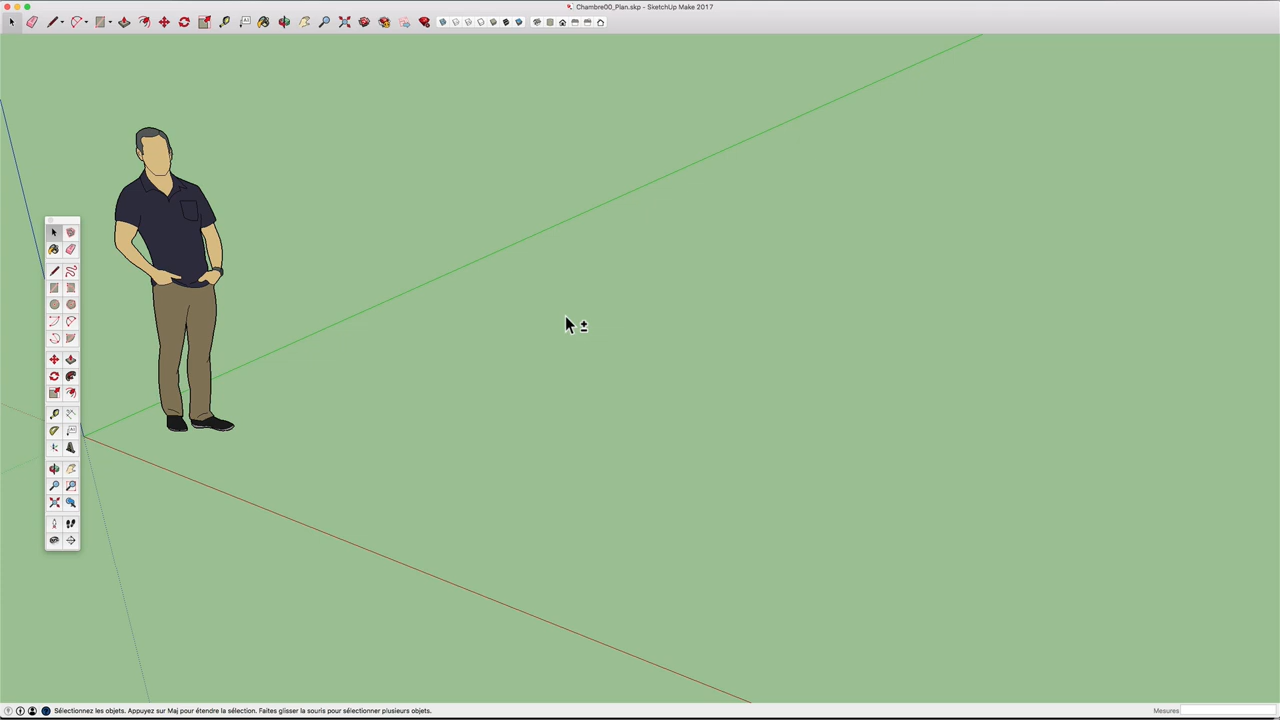 Chambre00_Plan.skp - SketchUp Make 2017
Sélectionnez les objets. Appuyez sur Maj pour étendre la sélection. Faites glisser la souris pour sélectionner plusieurs objets.
Mesures